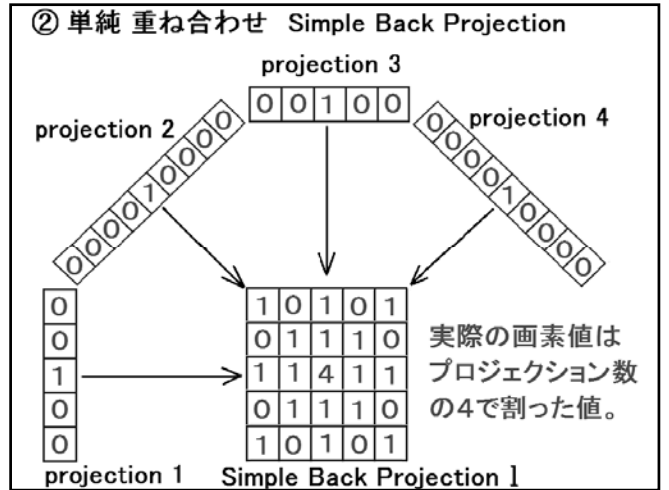 ② 単純 重ね合わせ Simple Back Projection
projection 3
0 0 1 0 0
projection 2
0 0 0 0 1 0 0 0 0
projection 4
0 0 0 0 1 0 0 0 0
0
0
1
0
0
projection 1
1 0 1 0 1
0 1 1 1 0
1 1 4 1 1
0 1 1 1 0
1 0 1 0 1
実際の画素値は
プロジェクション数
の4で割った値。
Simple Back Projection l